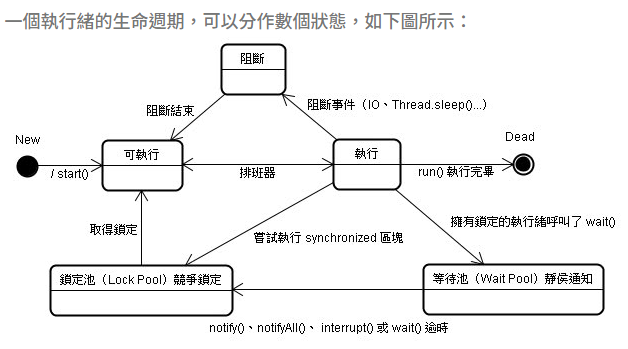 一個執行緒的生命週期，可以分作數個狀態，如下圖所示：
阻斷
阻斷結束
阻斷事件（IO、Thread.sleep()...）
New
Dead
可執行
執行
/ start()
排班器
run() 執行完畢
取得鎖定
嘗試執行 synchronized 區塊
擁有鎖定的執行緒呼叫了 wait()
鎖定池（Lock Pool）競爭鎖定
等待池（Wait Pool）靜侯通知
notify()、notifyAll()、 interrupt() 或 wait() 逾時